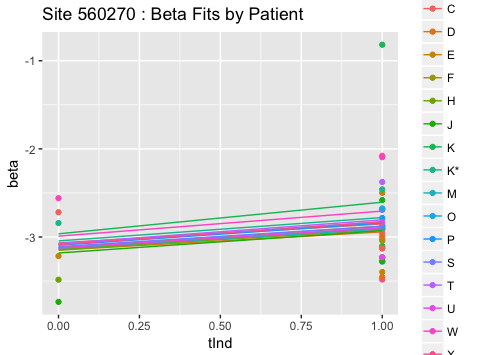 Site 560270 : Beta Fits by Patient
-1
-2
-3
beta
0.00 0.25 0.50 0.75 1.00
tInd
C
D
E
F
H
J
K
K*
M
O
P
S
T
U
W
Y